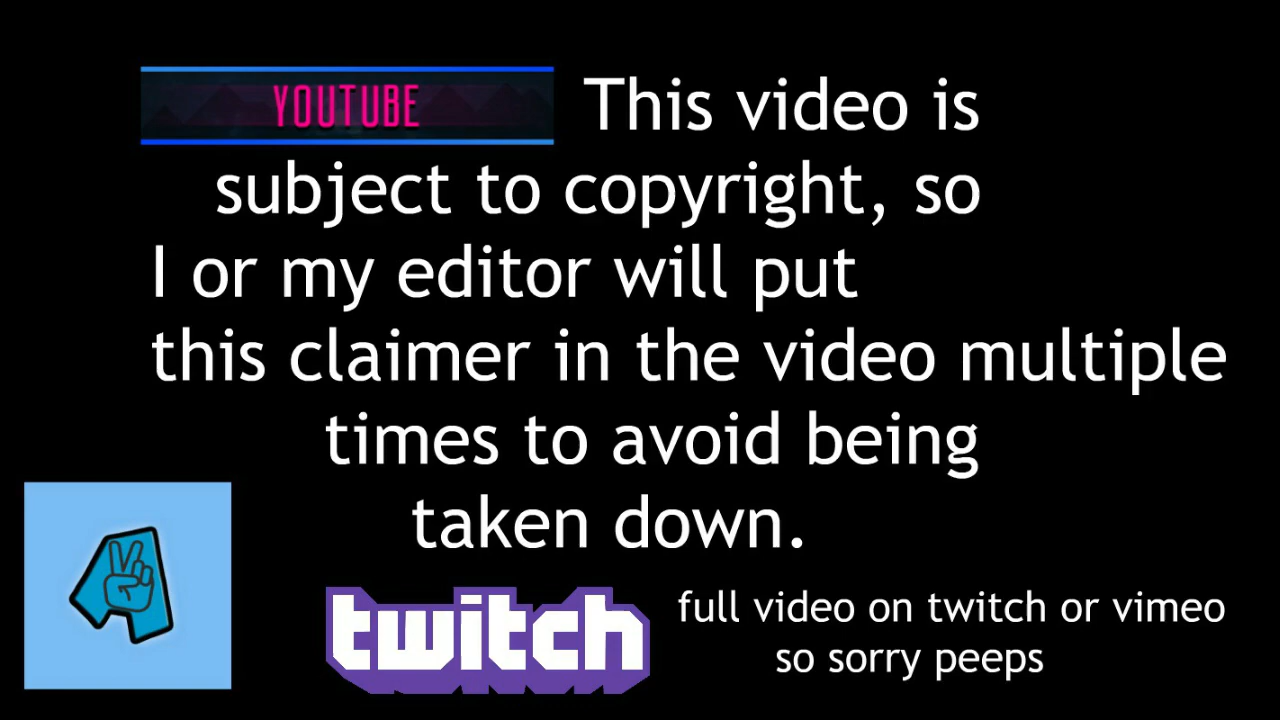 YOUTUBE This video is
subject to copyright, so
I or my editor will put
this claimer in the video multiple
times to avoid being
taken down.
twitch
full video on twitch or vimeo
so sorry peeps